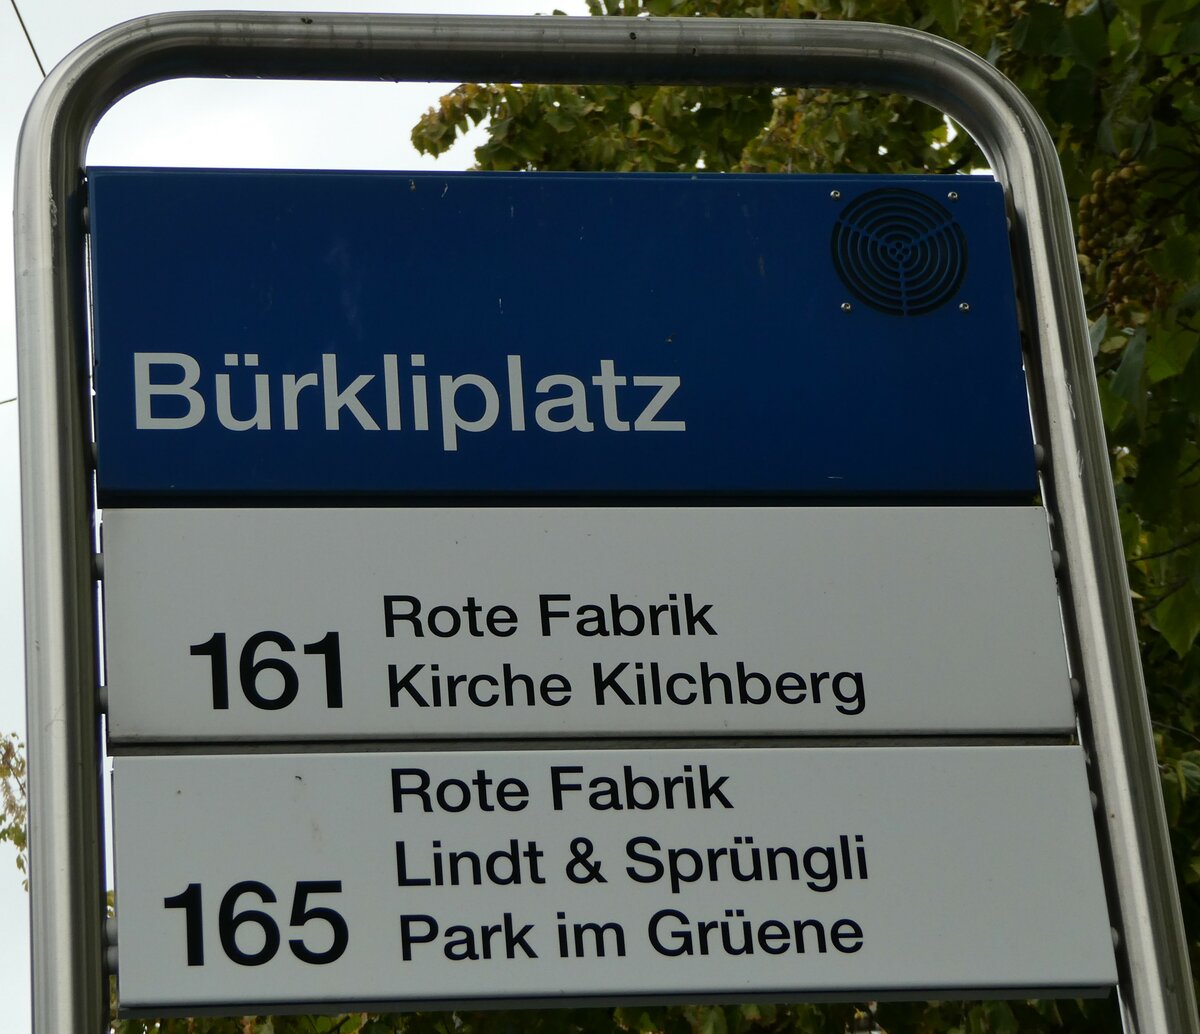 Bürkliplatz
161
Rote Fabrik
Kirche Kilchberg
165
Rote Fabrik
Lindt & Sprüngli
Park im Grüene